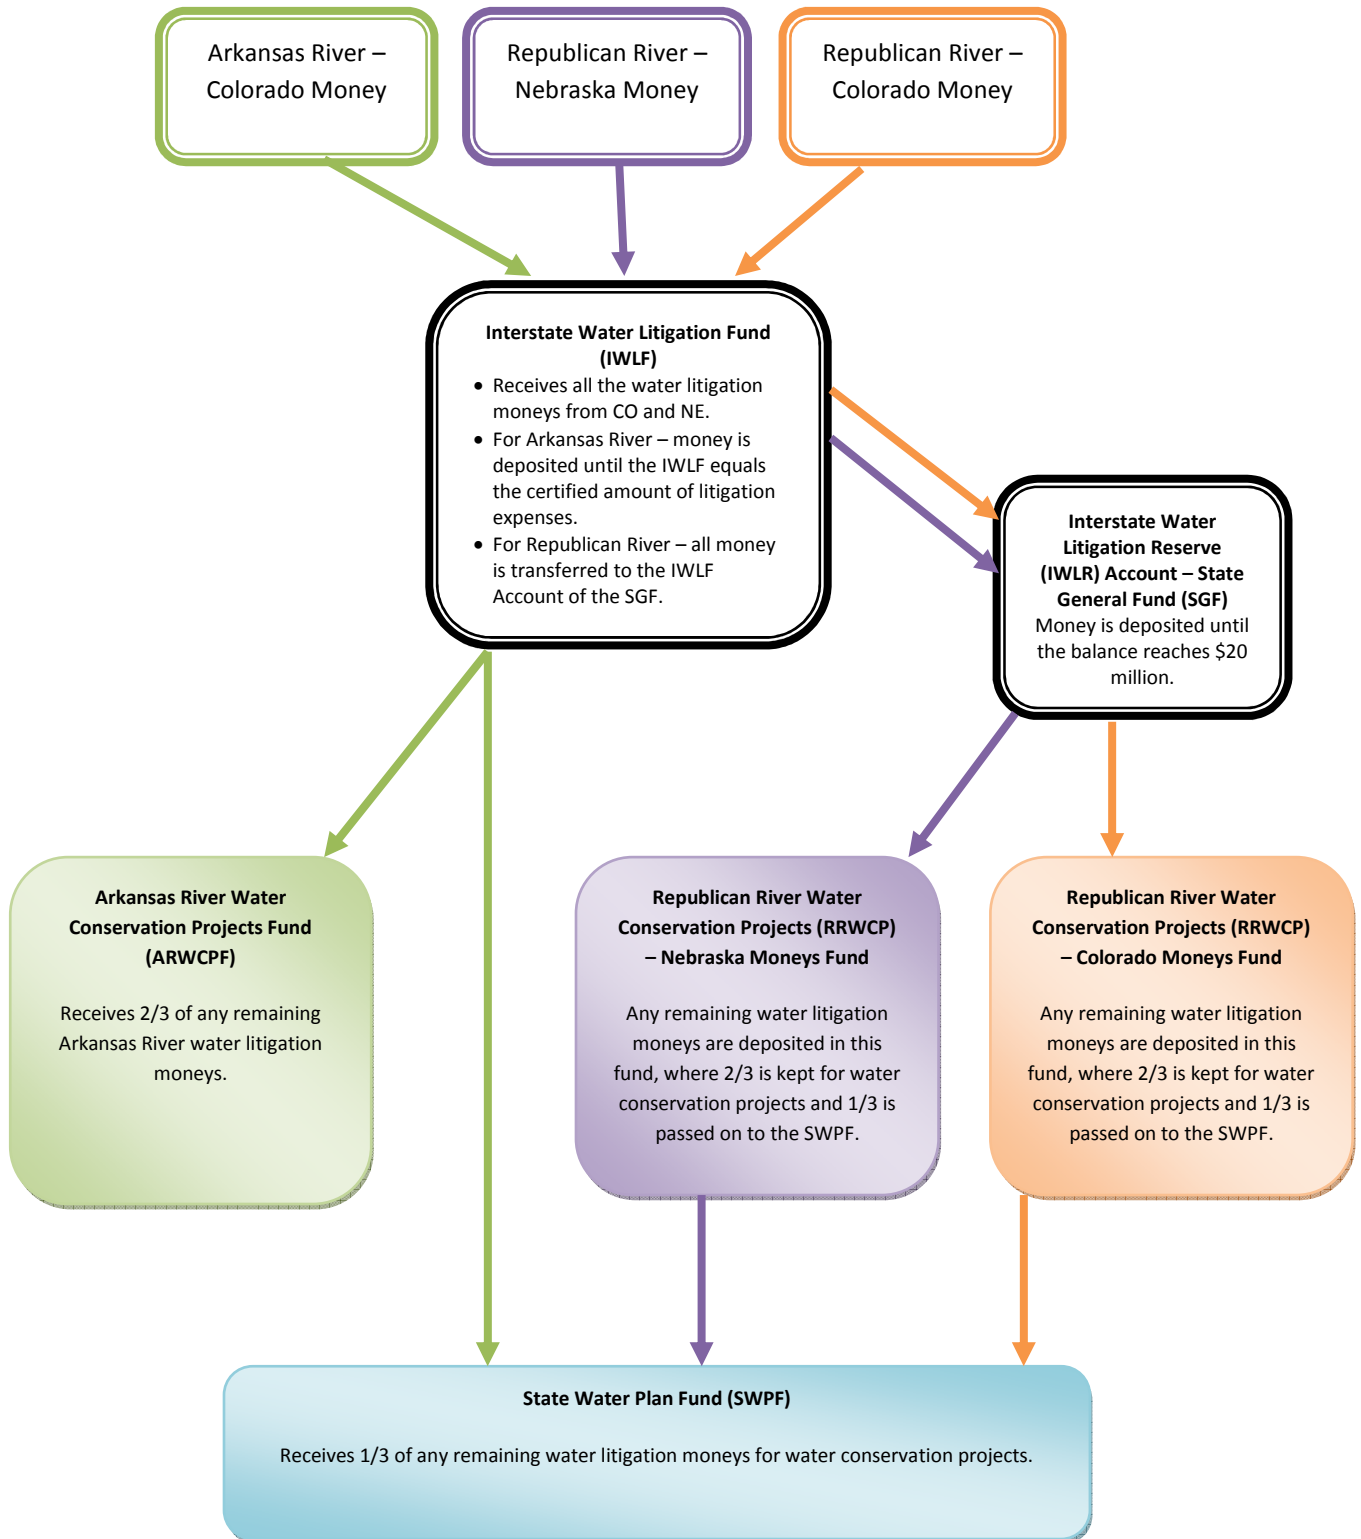 Arkansas River –
Colorado Money
Republican River –
Nebraska Money
Republican River –
Colorado Money
Interstate Water Litigation Fund
(IWLF)
• Receives all the water litigation
moneys from CO and NE.
• For Arkansas River – money is
deposited until the IWLF equals
the certified amount of litigation
expenses.
• For Republican River – all money
is transferred to the IWLF
Account of the SGF.
Interstate Water
Litigation Reserve
(IWLR) Account – State
General Fund (SGF)
Money is deposited until
the balance reaches $20
million.
Arkansas River Water
Conservation Projects Fund
(ARWCPF)
Receives 2/3 of any remaining
Arkansas River water litigation
moneys.
Republican River Water
Conservation Projects (RRWCP)
– Nebraska Moneys Fund
Any remaining water litigation
moneys are deposited in this
fund, where 2/3 is kept for water
conservation projects and 1/3 is
passed on to the SWPF.
Republican River Water
Conservation Projects (RRWCP)
– Colorado Moneys Fund
Any remaining water litigation
moneys are deposited in this
fund, where 2/3 is kept for water
conservation projects and 1/3 is
passed on to the SWPF.
State Water Plan Fund (SWPF)
Receives 1/3 of any remaining water litigation moneys for water conservation projects.